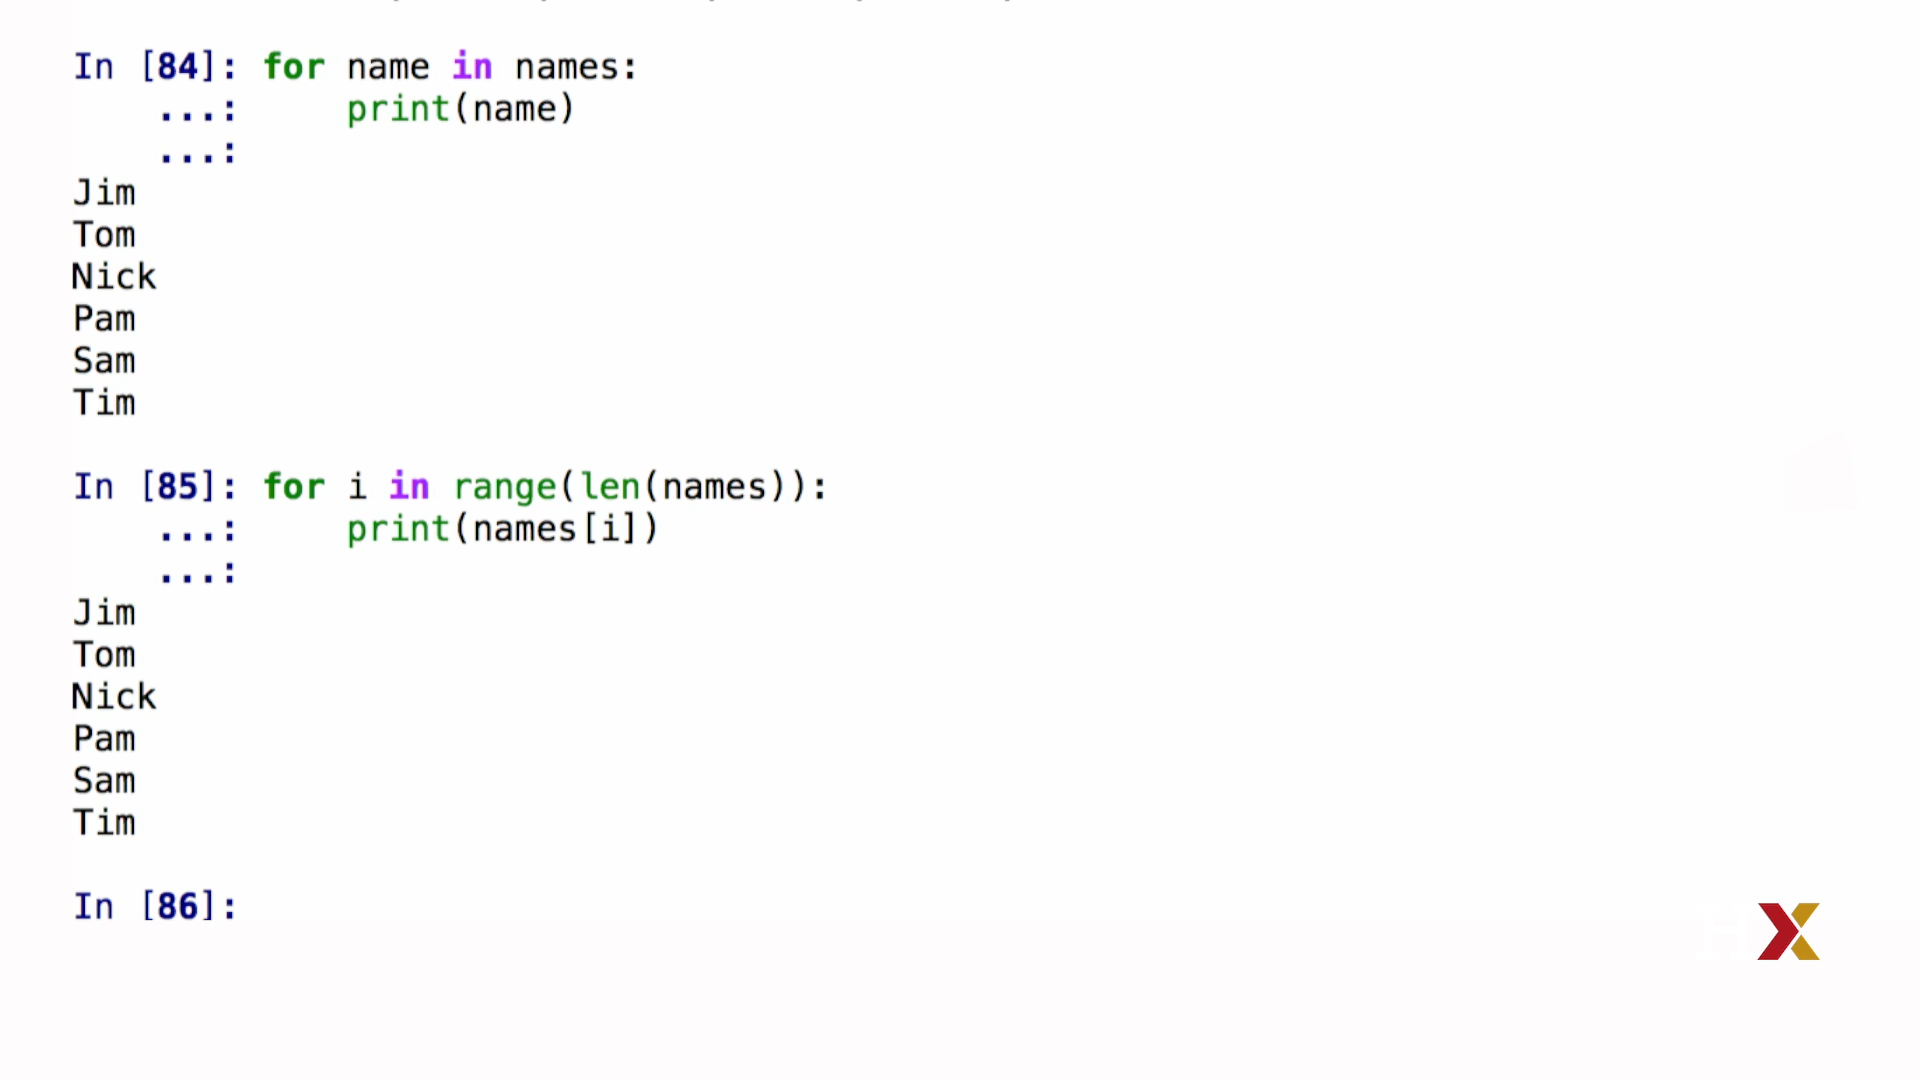 In [84]: for name in names:
    ...:     print(name)
    ...:
Jim
Tom
Nick
Pam
Sam
Tim
In [85]: for i in range(len(names)):
    ...:     print(names[i])
    ...:
Jim
Tom
Nick
Pam
Sam
Tim
In [86]:
X